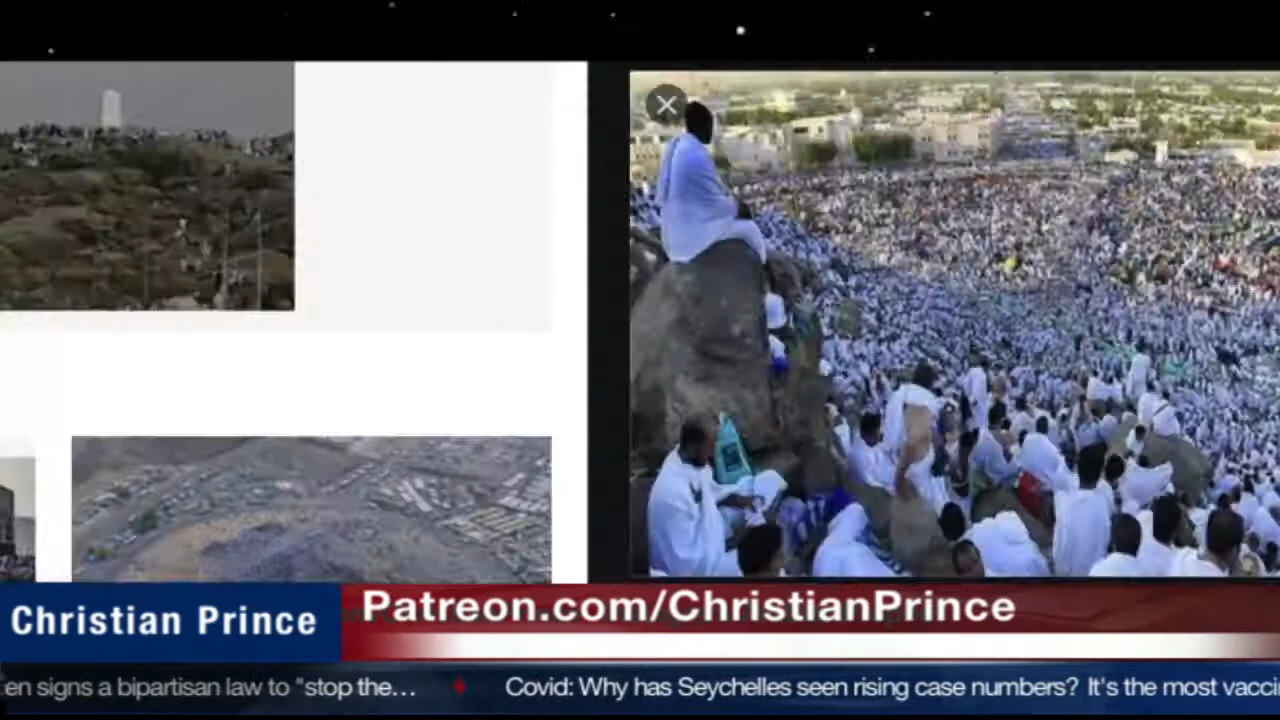 Christian Prince
Patreon.com/ChristianPrince
en signs a bipartisan law to "stop the... Covid: Why has Seychelles seen rising case numbers? It's the most vacci